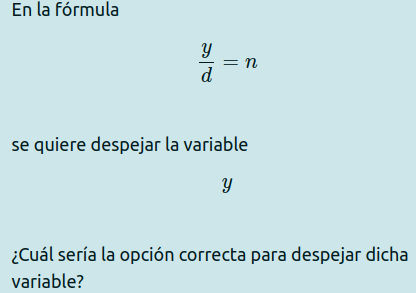 En la fórmula
y/d = n
se quiere despejar la variable
y
¿Cuál sería la opción correcta para despejar dicha
variable?